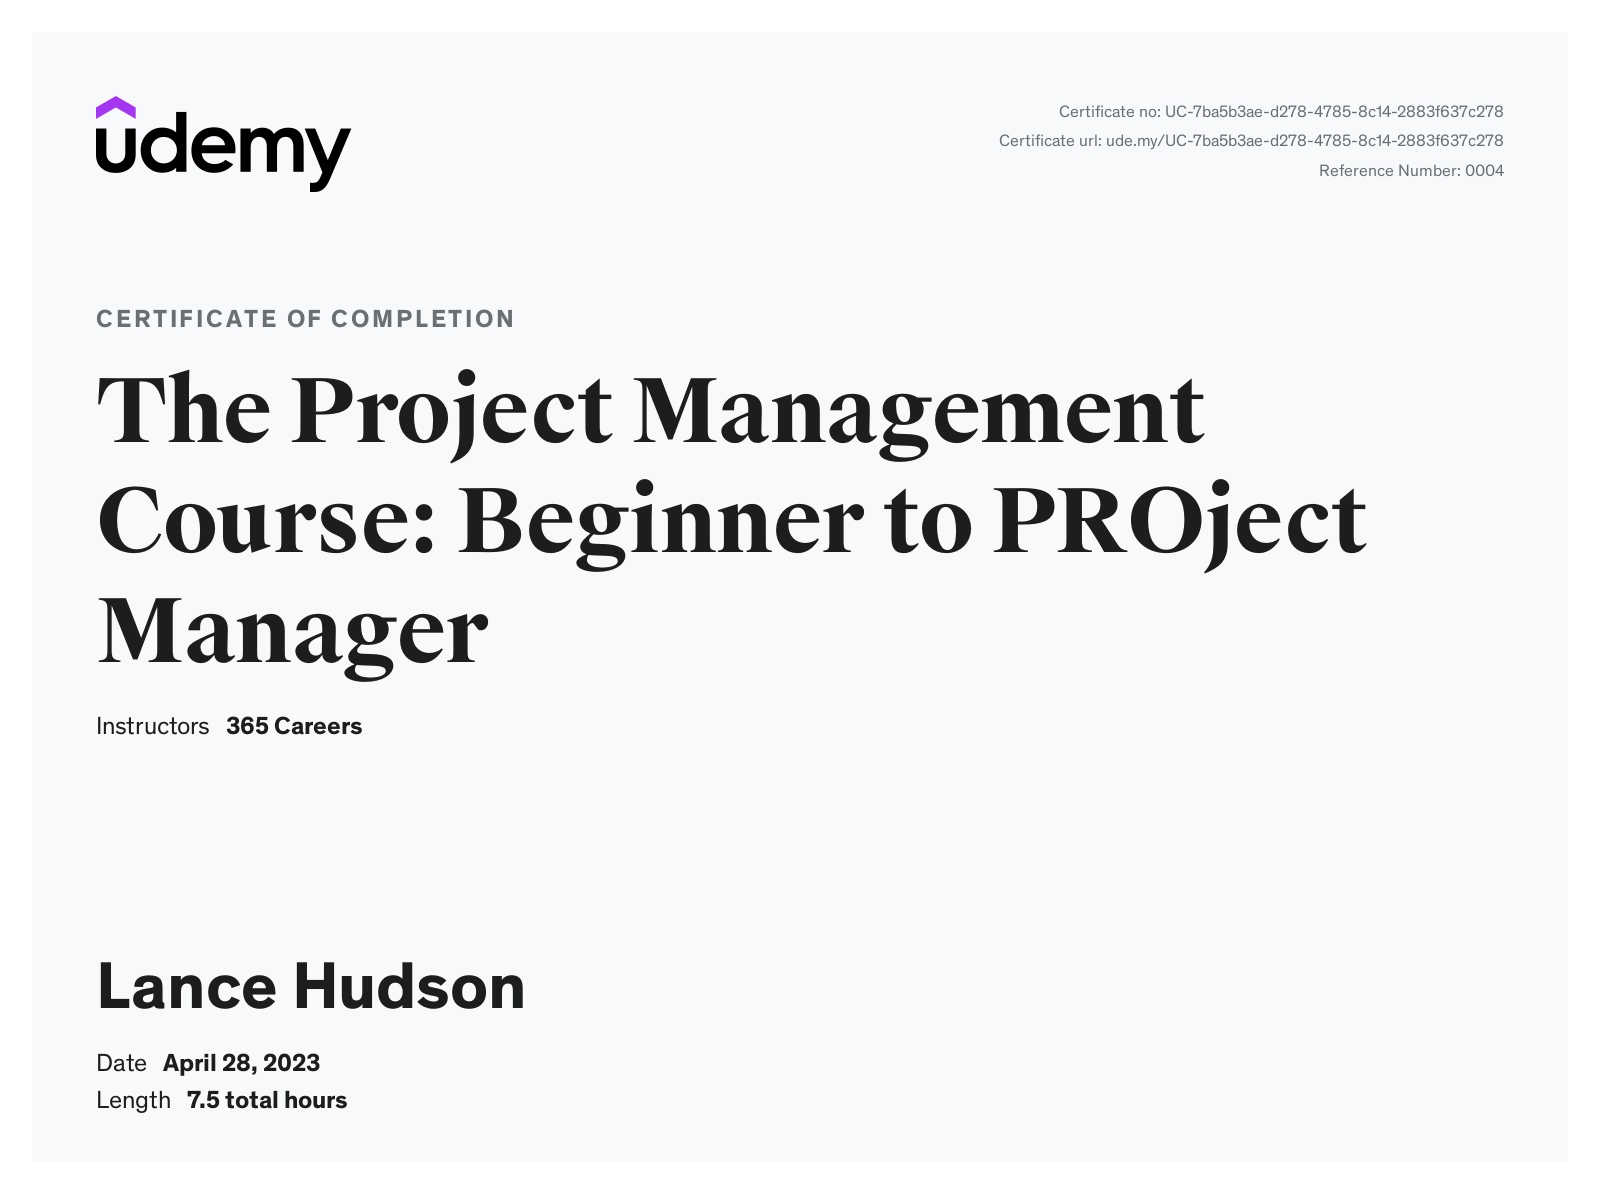 udemy
Certificate no: UC-7ba5b3ae-d278-4785-8c14-2883f637c278
Certificate url: ude.my/UC-7ba5b3ae-d278-4785-8c14-2883f637c278
Reference Number: 0004
CERTIFICATE OF COMPLETION
The Project Management
Course: Beginner to PROject
Manager
Instructors 365 Careers
Lance Hudson
Date April 28, 2023
Length 7.5 total hours